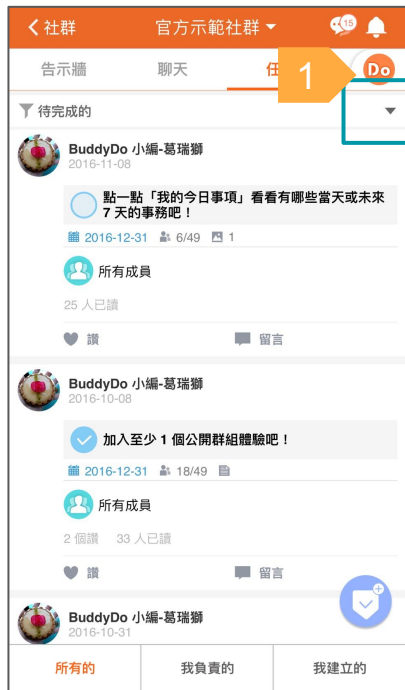 社群 官方示範社群 15
告示牆 聊天 任 1 Do
待完成的
BuddyDo 小編-葛瑞獅
2016-11-08
點一點「我的今日事項」看看有哪些當天或未來
7 天的事務吧！
2016-12-31 6/49 1
所有成員
25 人已讀
讚 留言
BuddyDo 小編-葛瑞獅
2016-10-08
加入至少 1 個公開群組體驗吧！
2016-12-31 18/49
所有成員
2 個讚 33 人已讀
讚 留言
BuddyDo 小編-葛瑞獅
2016-10-31
所有的 我負責的 我建立的